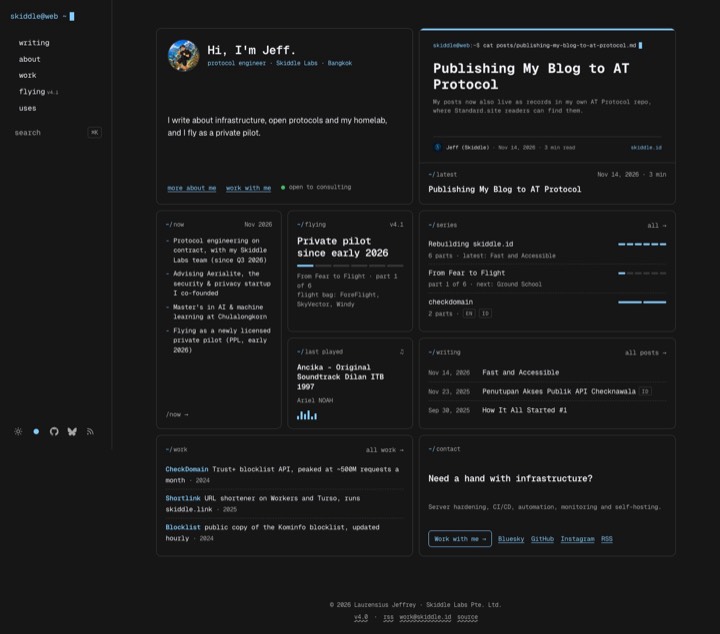 skiddle@web ~
writing
about
work
flying v4.1
uses
search
⌘K
Hi, I'm Jeff.
protocol engineer · Skiddle Labs · Bangkok
I write about infrastructure, open protocols and my homelab,
and I fly as a private pilot.
more about me work with me open to consulting
skiddle@web:~$ cat posts/publishing-my-blog-to-at-protocol.md
Publishing My Blog to AT
Protocol
My posts now also live as records in my own AT Protocol repo,
where Standard.site readers can find them.
Jeff (Skiddle) · Nov 14, 2026 · 3 min read
skiddle.id
~/latest
Nov 14, 2026 · 3 min
Publishing My Blog to AT Protocol
~/now
Nov 2026
- Protocol engineering on
contract, with my Skiddle
Labs team (since Q3 2026)
- Advising Aerialite, the
security & privacy startup
I co-founded
- Master's in AI & machine
learning at Chulalongkorn
- Flying as a newly licensed
private pilot (PPL, early
2026)
/now →
~/flying
v4.1
Private pilot
since early 2026
From Fear to Flight · part 1
of 6
flight bag: ForeFlight,
SkyVector, Windy
~/last played
♫
Ancika - Original
Soundtrack Dilan ITB
1997
Ariel NOAH
~/series
all →
Rebuilding skiddle.id
6 parts · latest: Fast and Accessible
From Fear to Flight
part 1 of 6 · next: Ground School
checkdomain
2 parts · EN ID
~/writing
all posts →
Nov 14, 2026 Fast and Accessible
Nov 23, 2025 Penutupan Akses Publik API Checknawala ID
Sep 30, 2025 How It All Started #1
~/work
all work →
CheckDomain Trust+ blocklist API, peaked at ~500M requests a
month · 2024
Shortlink URL shortener on Workers and Turso, runs
skiddle.link · 2025
Blocklist public copy of the Kominfo blocklist, updated
hourly · 2024
~/contact
Need a hand with infrastructure?
Server hardening, CI/CD, automation, monitoring and self-hosting.
Work with me → Bluesky GitHub Instagram RSS
© 2026 Laurensius Jeffrey · Skiddle Labs Pte. Ltd.
v4.0 · rss work@skiddle.id source